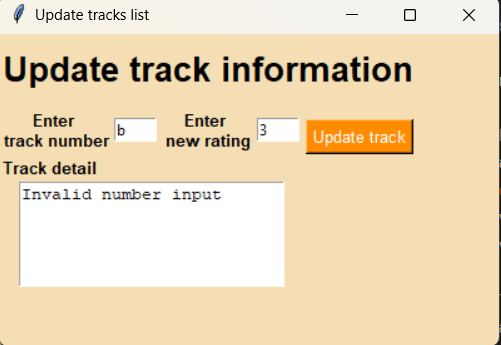 Update tracks list
Update track information
Enter
track number
b
Enter
new rating
3
Update track
Track detail
Invalid number input